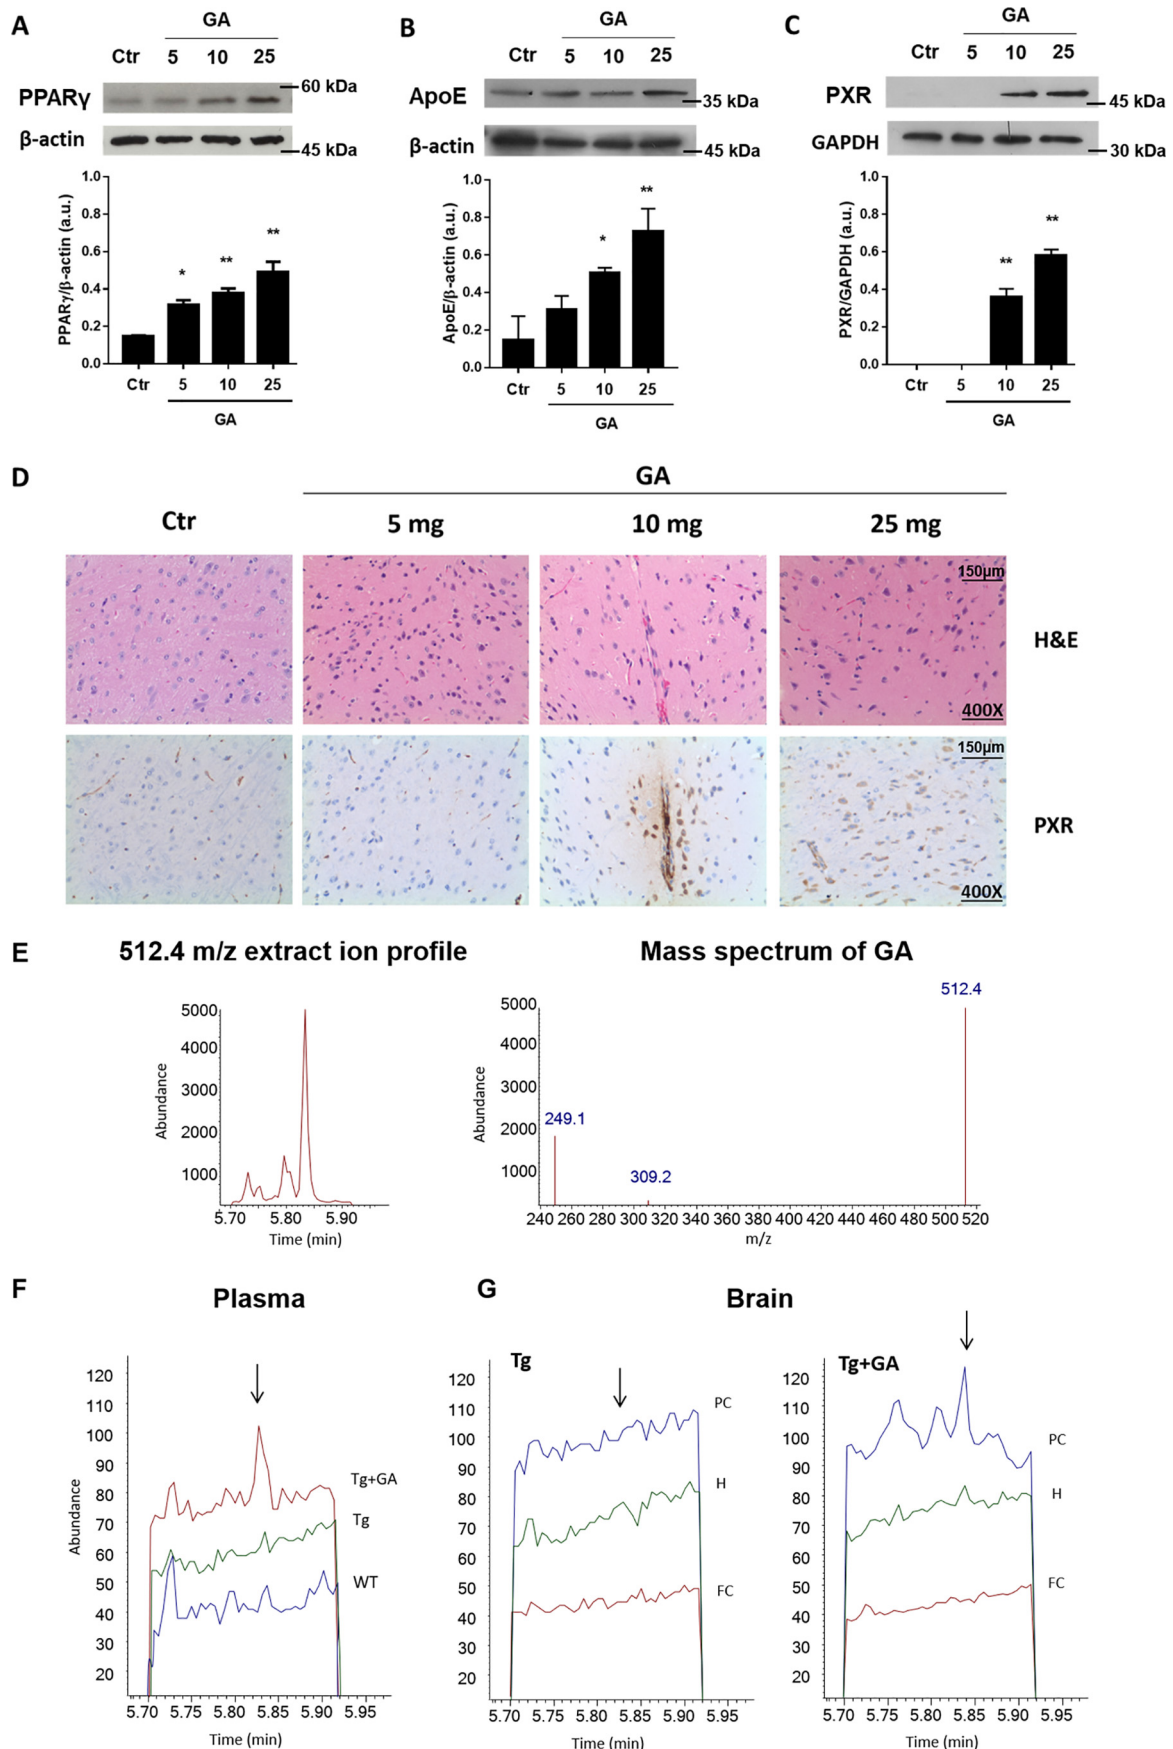 A
GA
Ctr 5 10 25
PPARγ
60 kDa
β-actin
45 kDa
PPARγ/β-actin (a.u.)
1.0
0.8
0.6
0.4
0.2
0.0
*
**
**
Ctr 5 10 25
GA
B
GA
Ctr 5 10 25
ApoE
35 kDa
β-actin
45 kDa
ApoE/β-actin (a.u.)
1.0
0.8
0.6
0.4
0.2
0.0
*
**
Ctr 5 10 25
GA
C
GA
Ctr 5 10 25
PXR
45 kDa
GAPDH
30 kDa
PXR/GAPDH (a.u.)
1.0
0.8
0.6
0.4
0.2
0.0
**
**
Ctr 5 10 25
GA
D
GA
Ctr 5 mg 10 mg 25 mg
150µm
H&E
400X
150µm
PXR
400X
E
512.4 m/z extract ion profile
Abundance
5000
4000
3000
2000
1000
5.70 5.80 5.90
Time (min)
Mass spectrum of GA
Abundance
5000
4000
3000
2000
1000
512.4
249.1
309.2
240 260 280 300 320 340 360 380 400 420 440 460 480 500 520
m/z
F
Plasma
Abundance
120
110
100
90
80
70
60
50
40
30
20
Tg+GA
Tg
WT
5.70 5.75 5.80 5.85 5.90 5.95
Time (min)
G
Brain
Tg
120
110
100
90
80
70
60
50
40
30
20
PC
H
FC
5.70 5.75 5.80 5.85 5.90 5.95
Time (min)
Tg+GA
120
110
100
90
80
70
60
50
40
30
20
PC
H
FC
5.70 5.75 5.80 5.85 5.90 5.95
Time (min)